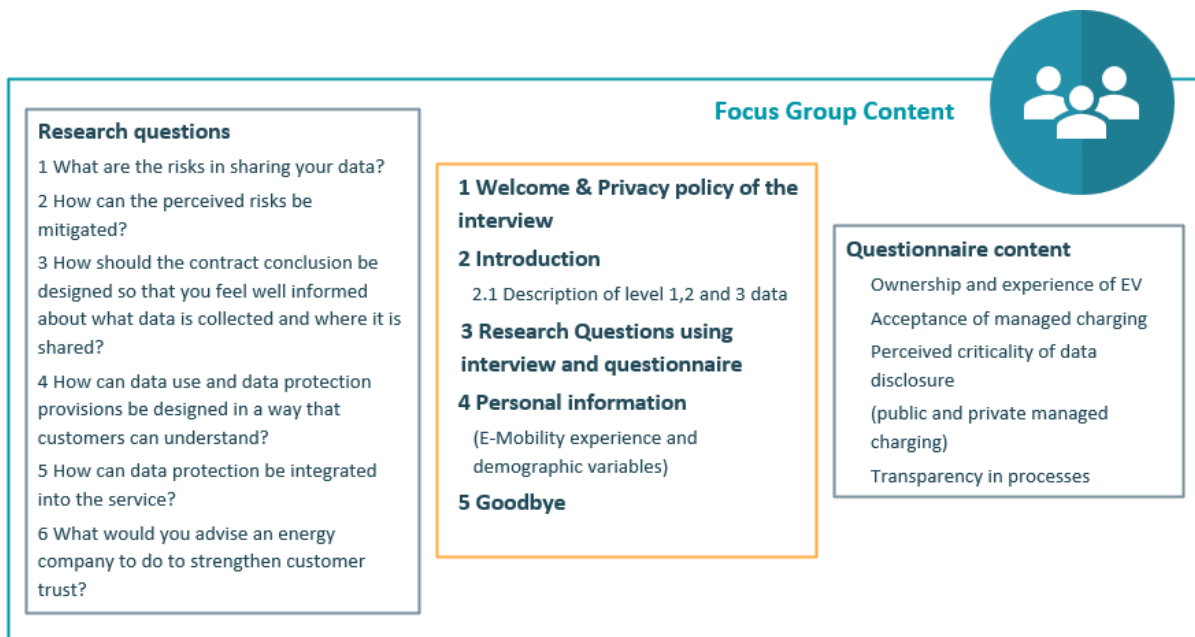 Focus Group Content
Research questions
1 What are the risks in sharing your data?
2 How can the perceived risks be
mitigated?
3 How should the contract conclusion be
designed so that you feel well informed
about what data is collected and where it is
shared?
4 How can data use and data protection
provisions be designed in a way that
customers can understand?
5 How can data protection be integrated
into the service?
6 What would you advise an energy
company to do to strengthen customer
trust?
1 Welcome & Privacy policy of the
interview
2 Introduction
2.1 Description of level 1,2 and 3 data
3 Research Questions using
interview and questionnaire
4 Personal information
(E-Mobility experience and
demographic variables)
5 Goodbye
Questionnaire content
Ownership and experience of EV
Acceptance of managed charging
Perceived criticality of data
disclosure
(public and private managed
charging)
Transparency in processes